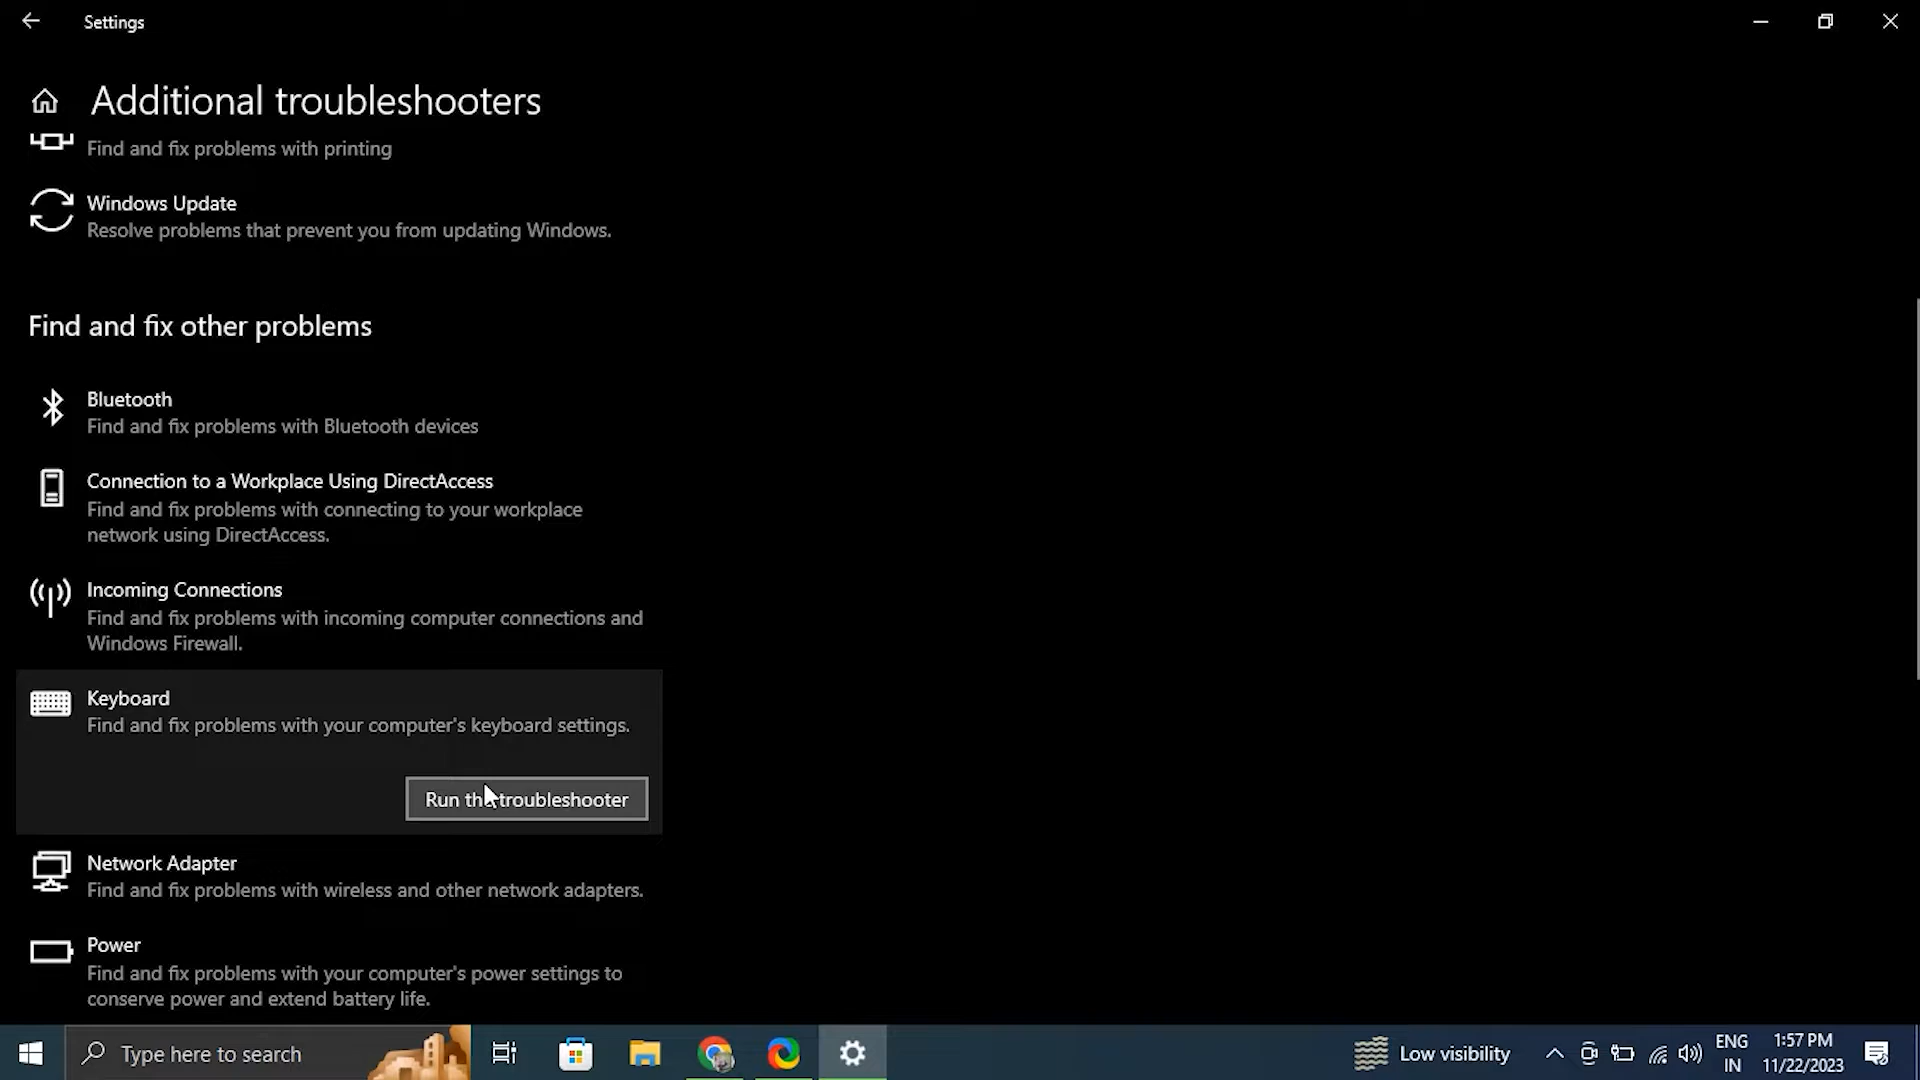 Settings
Additional troubleshooters
Find and fix problems with printing
Windows Update
Resolve problems that prevent you from updating Windows.
Find and fix other problems
Bluetooth
Find and fix problems with Bluetooth devices
Connection to a Workplace Using DirectAccess
Find and fix problems with connecting to your workplace
network using DirectAccess.
Incoming Connections
Find and fix problems with incoming computer connections and
Windows Firewall.
Keyboard
Find and fix problems with your computer's keyboard settings.
Run the troubleshooter
Network Adapter
Find and fix problems with wireless and other network adapters.
Power
Find and fix problems with your computer's power settings to
conserve power and extend battery life.
Type here to search
Low visibility
ENG
IN
1:57 PM
11/22/2023